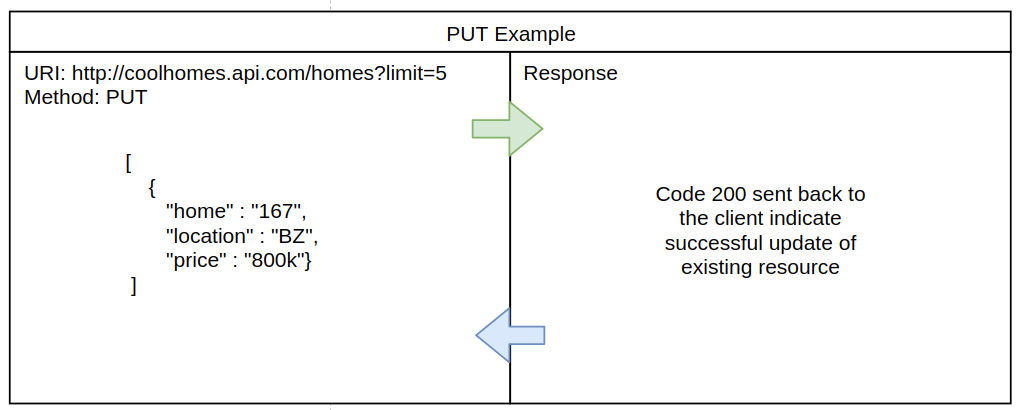 PUT Example
URI: http://coolhomes.api.com/homes?limit=5
Method: PUT
[
{
"home" : "167",
"location" : "BZ",
"price" : "800k"}
]
Response
Code 200 sent back to
the client indicate
successful update of
existing resource